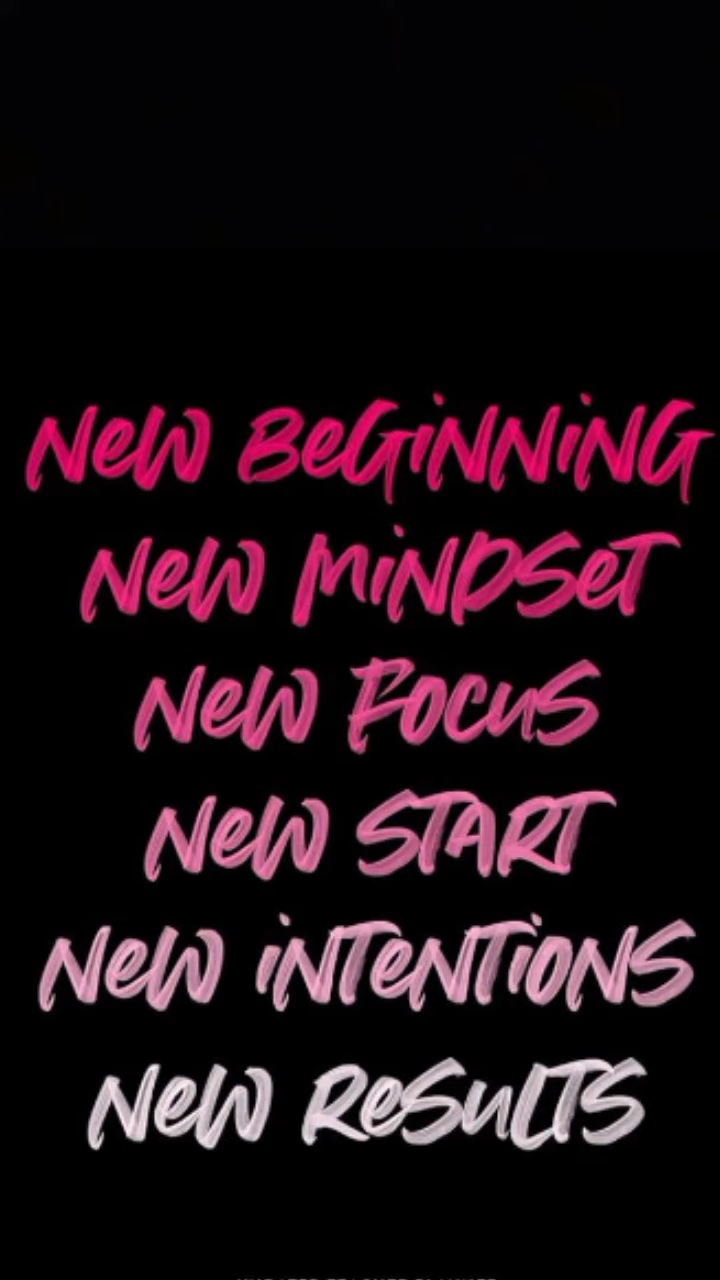 New BeGiNNiNG
New MiNDSeT
New FocuS
New START
New iNTeNTioNS
New ReSuLTS